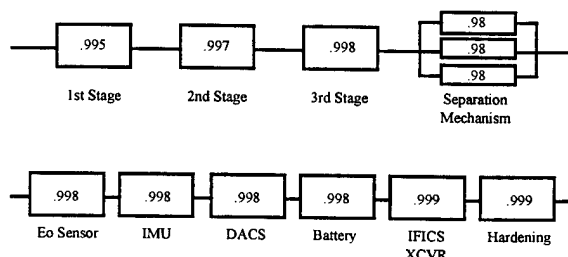 .995 .997 .998 .98
.98
.98
1st Stage 2nd Stage 3rd Stage Separation
Mechanism
.998 .998 .998 .998 .999 .999
Eo Sensor IMU DACS Battery IFICS Hardening
XCVR